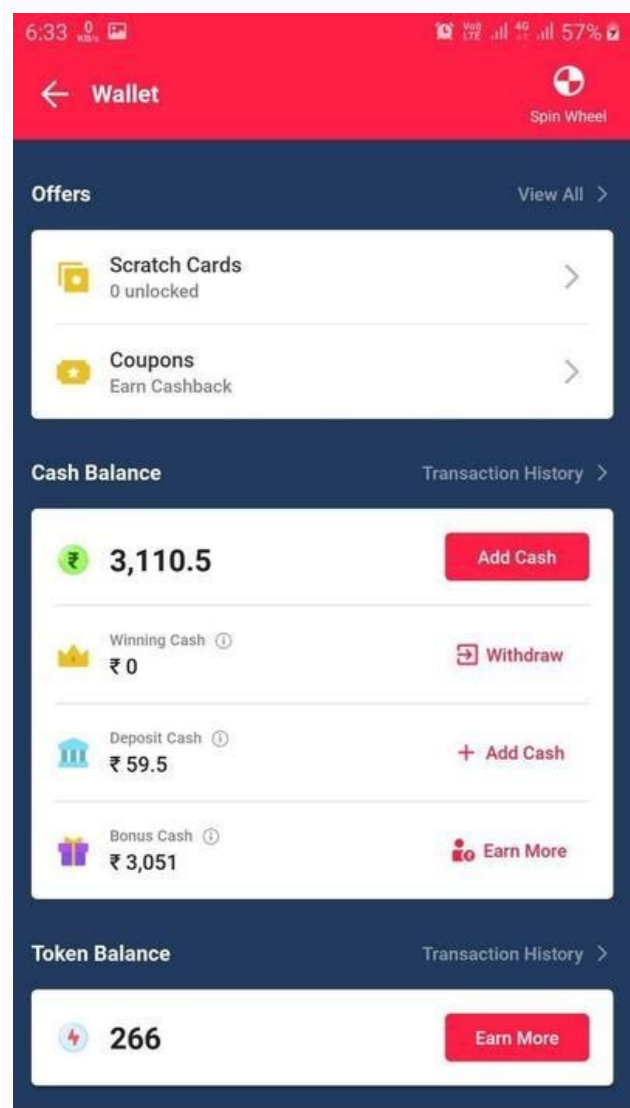 6:33 0 KB/s 57%
Wallet
Spin Wheel
Offers View All
Scratch Cards
0 unlocked
Coupons
Earn Cashback
Cash Balance Transaction History
₹ 3,110.5 Add Cash
Winning Cash
₹ 0 Withdraw
Deposit Cash
₹ 59.5 + Add Cash
Bonus Cash
₹ 3,051 Earn More
Token Balance Transaction History
266 Earn More